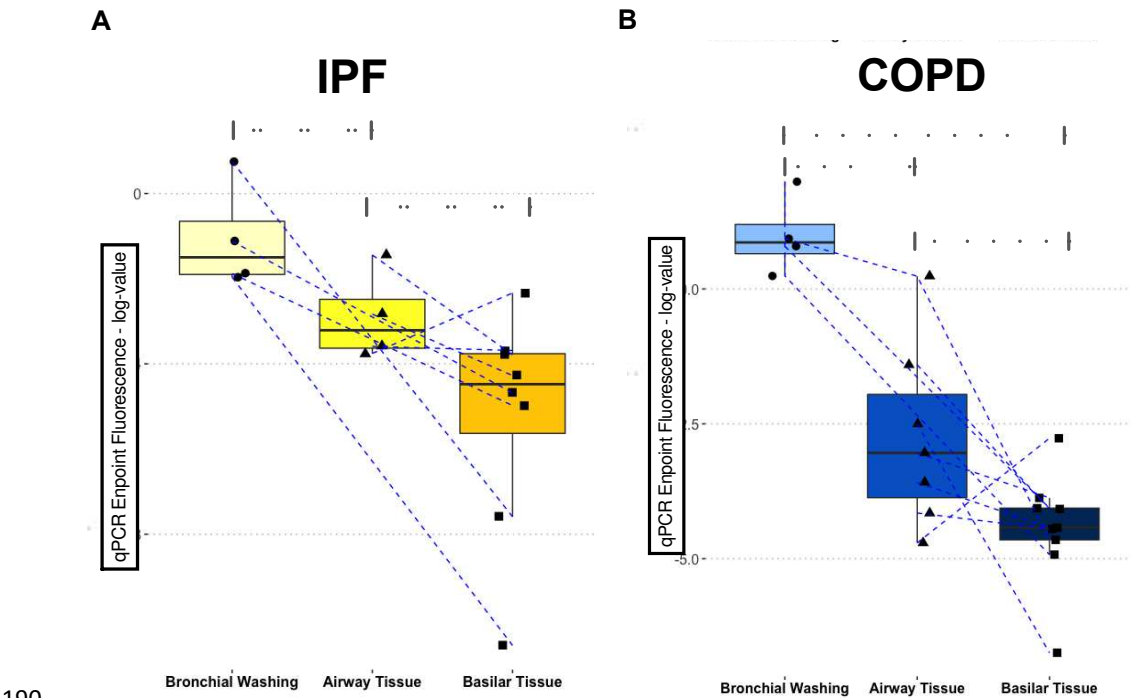 A
B
IPF
COPD
0
qPCR Enpoint Fluorescence - log-value
qPCR Enpoint Fluorescence - log-value
.0
2.5
-5.0
Bronchial Washing Airway Tissue Basilar Tissue
Bronchial Washing Airway Tissue Basilar Tissue
190